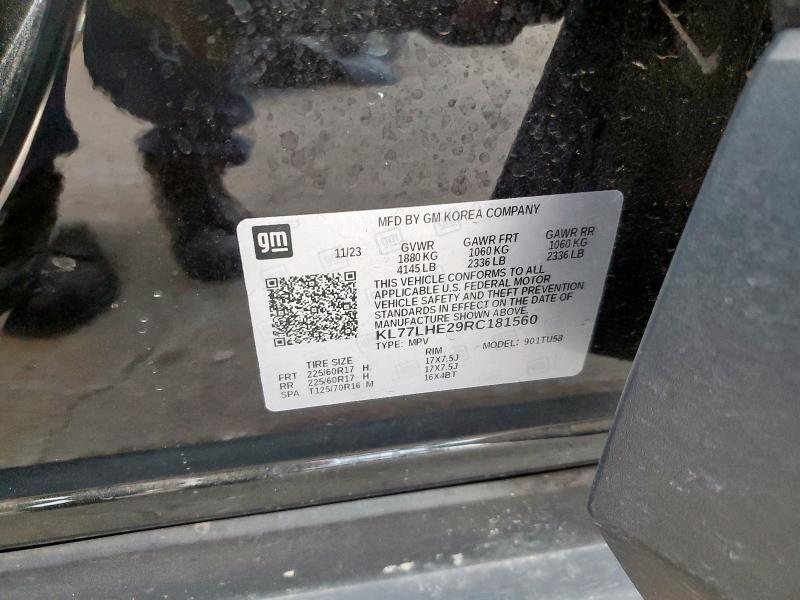 MFD BY GM KOREA COMPANY
gm
11/23
GVWR GAWR FRT GAWR RR
1880 KG 1060 KG 1060 KG
4145 LB 2336 LB 2336 LB
THIS VEHICLE CONFORMS TO ALL
APPLICABLE U.S. FEDERAL MOTOR
VEHICLE SAFETY AND THEFT PREVENTION
STANDARDS IN EFFECT ON THE DATE OF
MANUFACTURE SHOWN ABOVE.
KL77LHE29RC181560
TYPE: MPV MODEL: 901TU58
TIRE SIZE RIM
FRT 225/60R17 H 17X7.5J
RR 225/60R17 H 17X7.5J
SPA T125/70R16 M 16X4BT